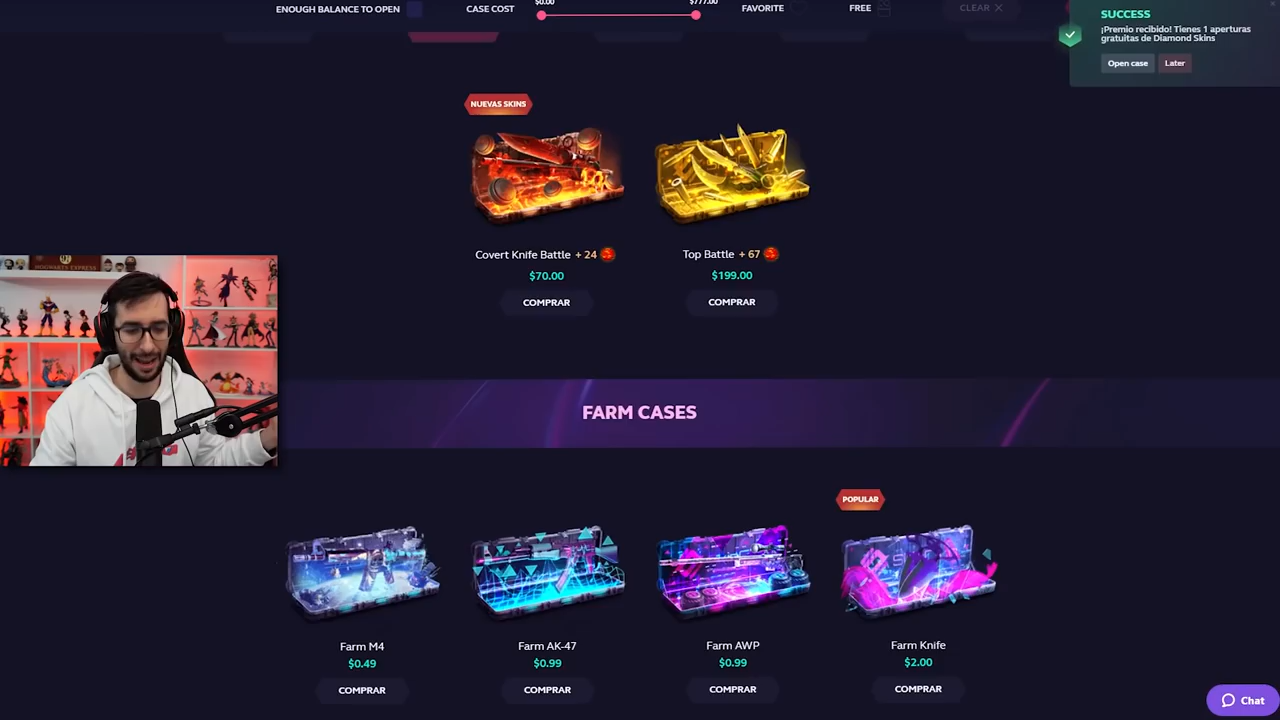 ENOUGH BALANCE TO OPEN
CASE COST
$0.00
$777.00
FAVORITE
FREE
CLEAR
SUCCESS
¡Premio recibido! Tienes 1 aperturas
gratuitas de Diamond Skins
Open case
Later
NUEVAS SKINS
Covert Knife Battle + 24
$70.00
COMPRAR
Top Battle + 67
$199.00
COMPRAR
HOGWARTS EXPRESS
FARM CASES
POPULAR
Farm M4
$0.49
COMPRAR
Farm AK-47
$0.99
COMPRAR
Farm AWP
$0.99
COMPRAR
Farm Knife
$2.00
COMPRAR
Chat